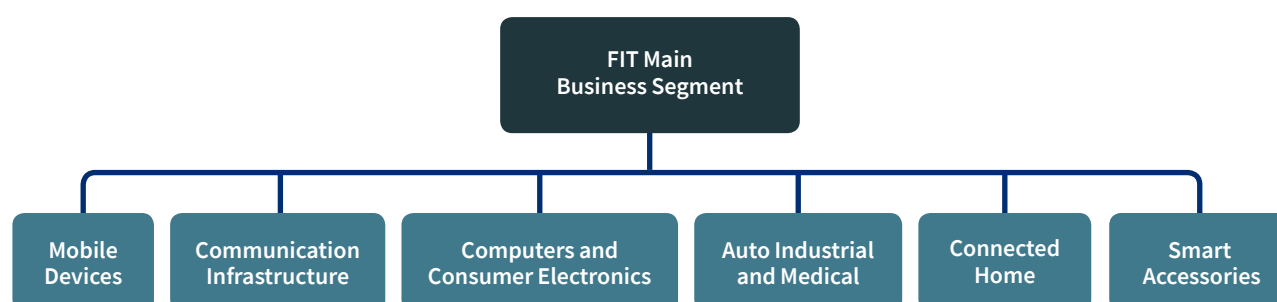 FIT Main
Business Segment
Mobile
Devices
Communication
Infrastructure
Computers and
Consumer Electronics
Auto Industrial
and Medical
Connected
Home
Smart
Accessories